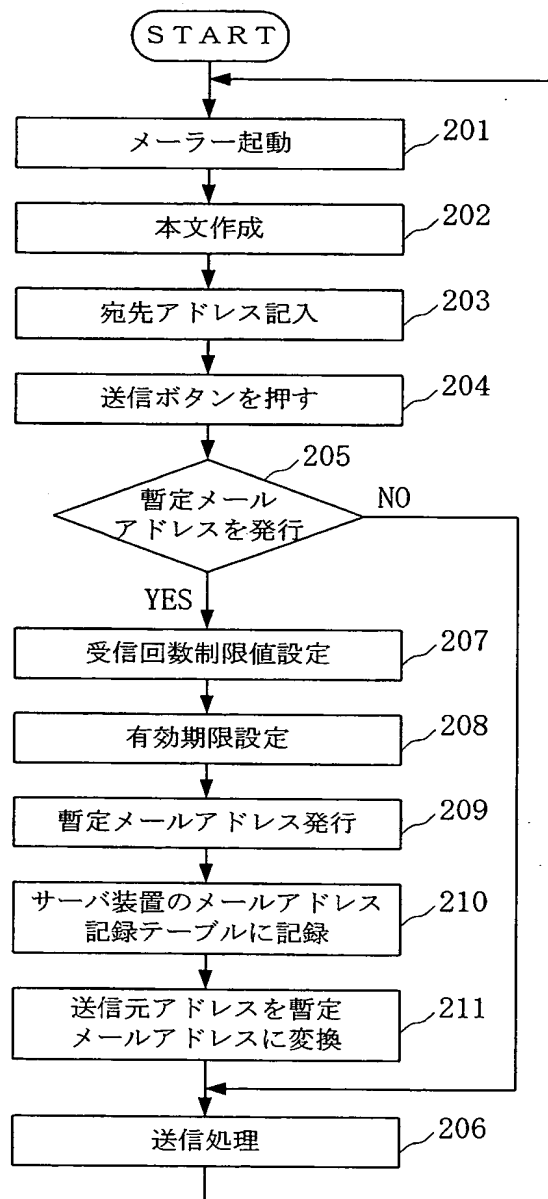 START
メーラー起動
201
本文作成
202
宛先アドレス記入
203
送信ボタンを押す
204
205
暫定メール
アドレスを発行
NO
YES
受信回数制限値設定
207
有効期限設定
208
暫定メールアドレス発行
209
サーバ装置のメールアドレス
記録テーブルに記録
210
送信元アドレスを暫定
メールアドレスに変換
211
送信処理
206